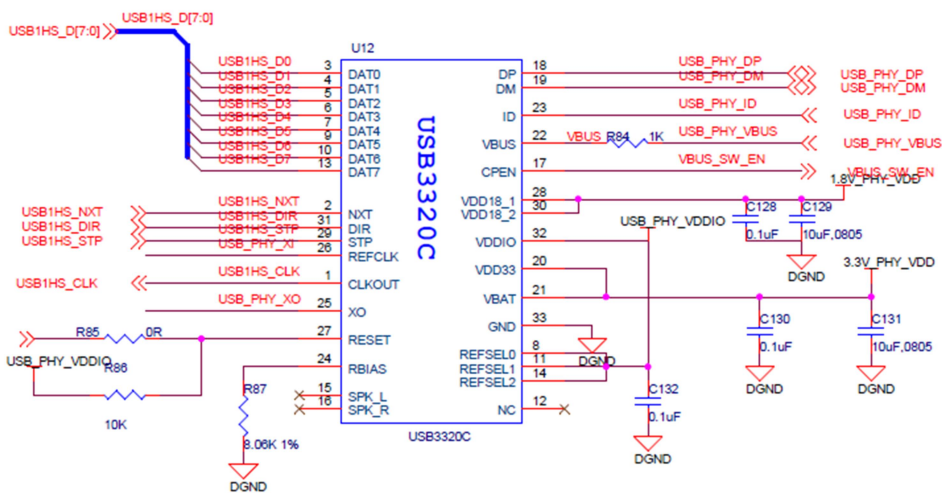 USB1HS_D[7:0]
USB1HS_D[7:0]
U12
USB3320C
USB3320C
USB1HS_D0
USB1HS_D1
USB1HS_D2
USB1HS_D3
USB1HS_D4
USB1HS_D5
USB1HS_D6
USB1HS_D7
3 DAT0
4 DAT1
5 DAT2
6 DAT3
7 DAT4
9 DAT5
10 DAT6
13 DAT7
USB1HS_NXT USB1HS_NXT 2 NXT
USB1HS_DIR USB1HS_DIR 31 DIR
USB1HS_STP USB1HS_STP 29 STP
USB_PHY_XI 26 REFCLK
USB1HS_CLK USB1HS_CLK 1 CLKOUT
USB_PHY_XO 25 XO
R85 0R 27 RESET
USB_PHY_VDDIO
R86
10K
24 RBIAS
R87
8.06K 1%
DGND
15 SPK_L
16 SPK_R
DP 18 USB_PHY_DP USB_PHY_DP
DM 19 USB_PHY_DM USB_PHY_DM
ID 23 USB_PHY_ID USB_PHY_ID
VBUS 22 VBUS R84 1K USB_PHY_VBUS USB_PHY_VBUS
CPEN 17 VBUS_SW_EN VBUS_SW_EN
VDD18_1 28
VDD18_2 30
1.8V_PHY_VDD
C128
0.1uF
C129
10uF,0805
DGND
USB_PHY_VDDIO
VDDIO 32
VDD33 20
3.3V_PHY_VDD
VBAT 21
C130
0.1uF
DGND
C131
10uF,0805
DGND
GND 33
DGND
REFSEL0 8
REFSEL1 11
REFSEL2 14
C132
0.1uF
DGND
NC 12